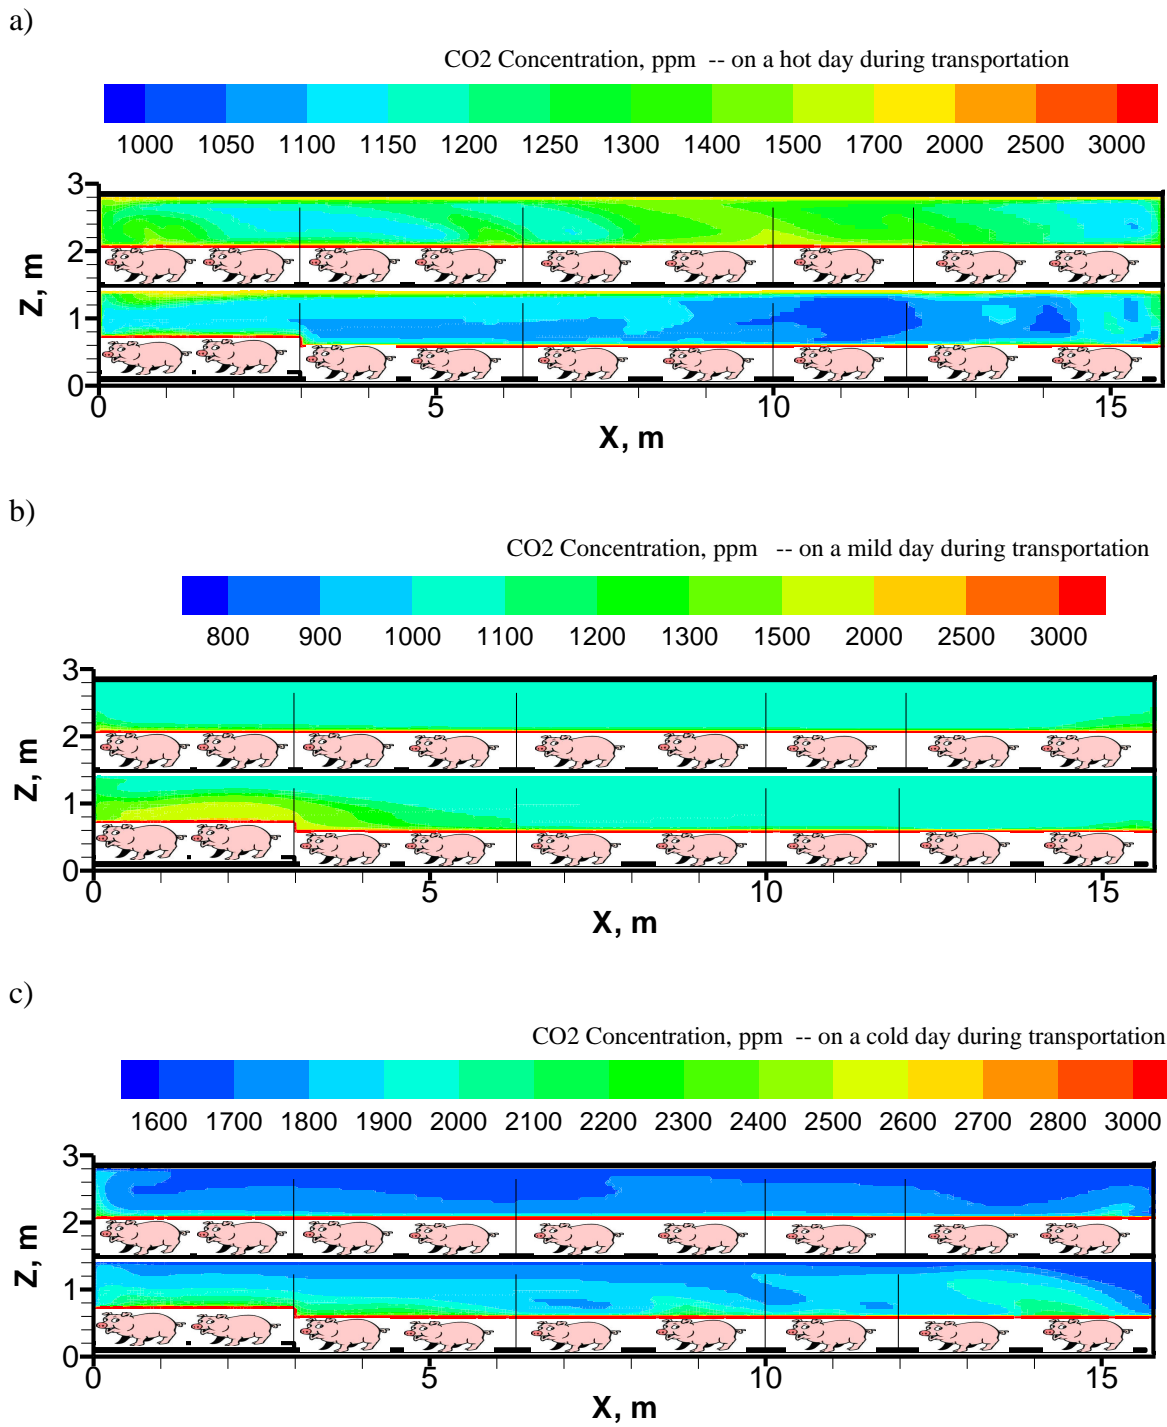 a)
CO2 Concentration, ppm -- on a hot day during transportation
1000 1050 1100 1150 1200 1250 1300 1400 1500 1700 2000 2500 3000
3
2
1
0
Z, m
0 5 10 15
X, m
b)
CO2 Concentration, ppm -- on a mild day during transportation
800 900 1000 1100 1200 1300 1500 2000 2500 3000
3
2
1
0
Z, m
0 5 10 15
X, m
c)
CO2 Concentration, ppm -- on a cold day during transportation
1600 1700 1800 1900 2000 2100 2200 2300 2400 2500 2600 2700 2800 3000
3
2
1
0
Z, m
0 5 10 15
X, m